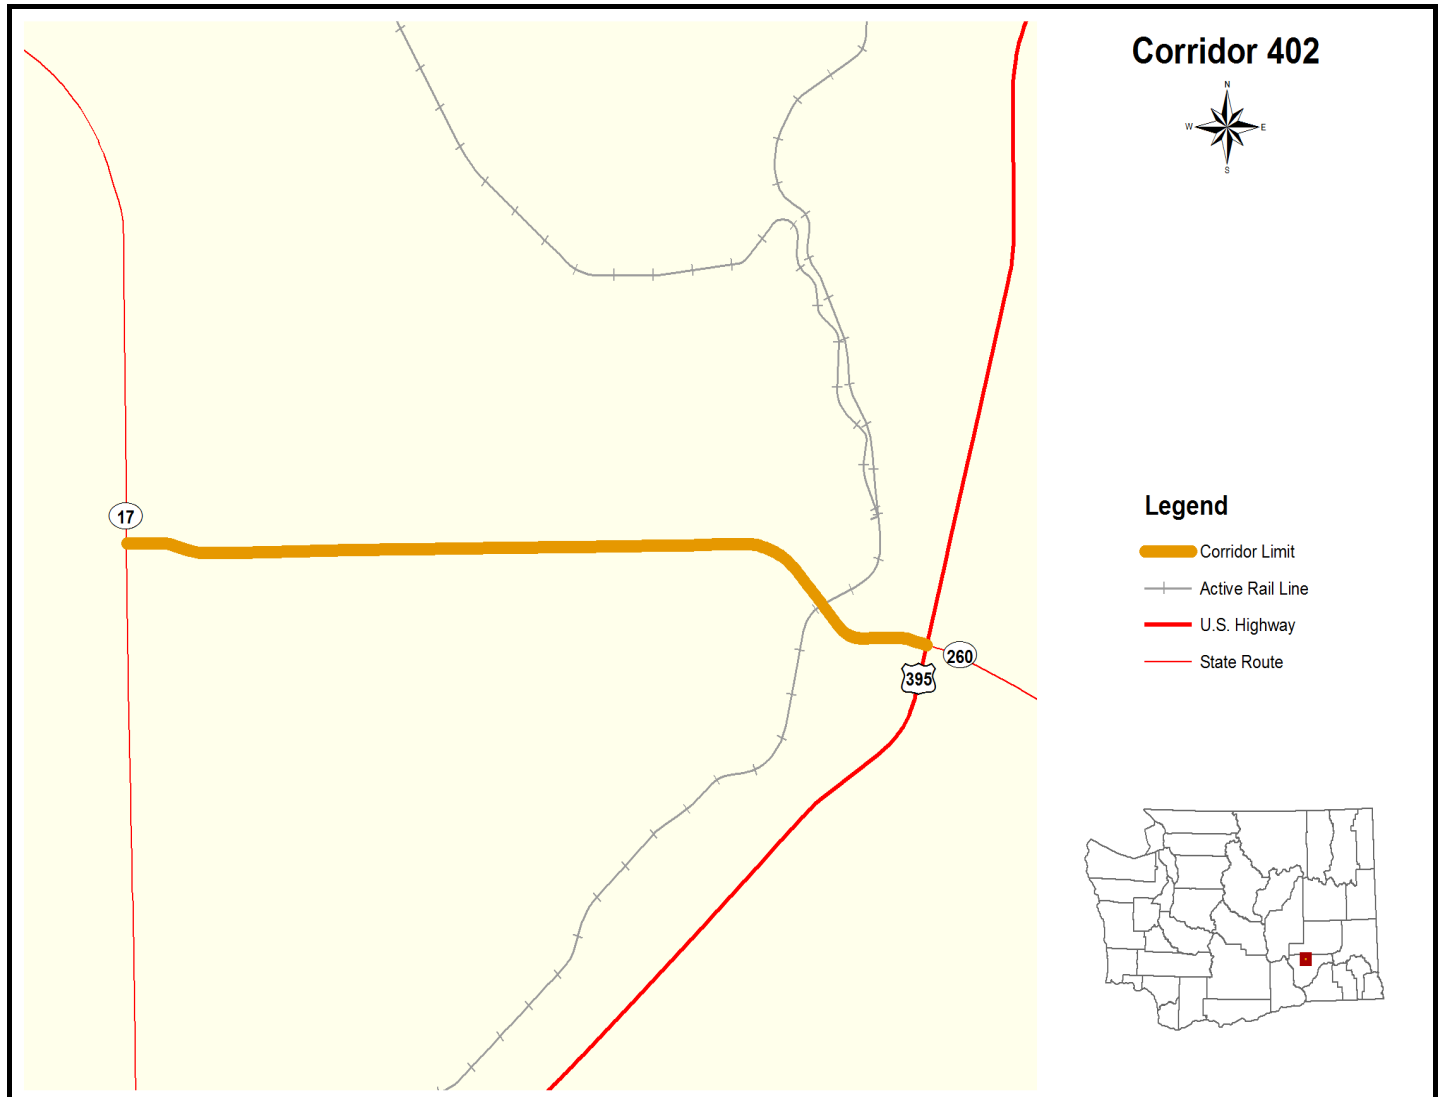 Corridor 402
N
W
E
S
17
260
395
Legend
Corridor Limit
Active Rail Line
U.S. Highway
State Route